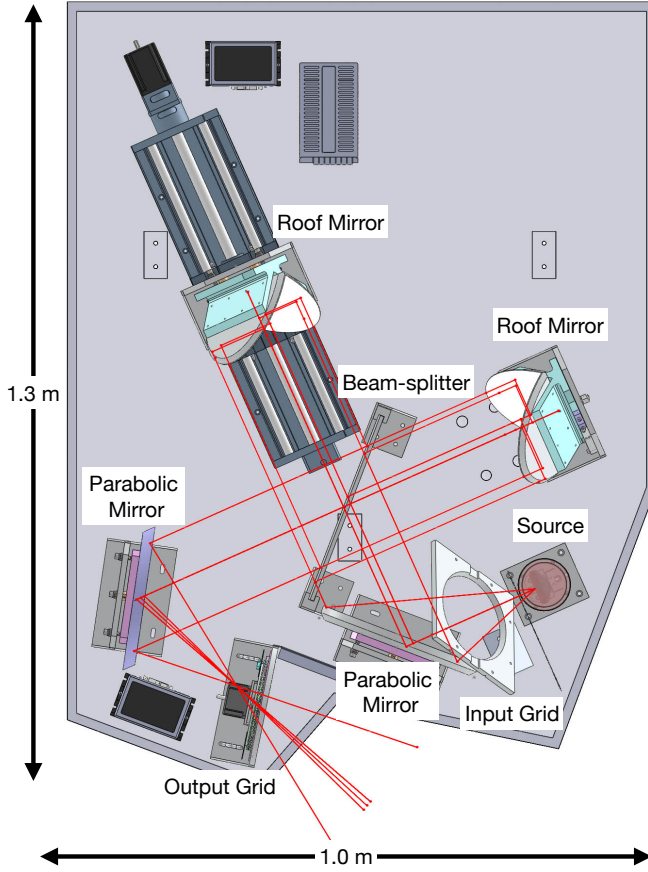 Roof Mirror
Roof Mirror
Beam-splitter
1.3 m
Parabolic
Mirror
Source
Parabolic
Mirror
Input Grid
Output Grid
1.0 m